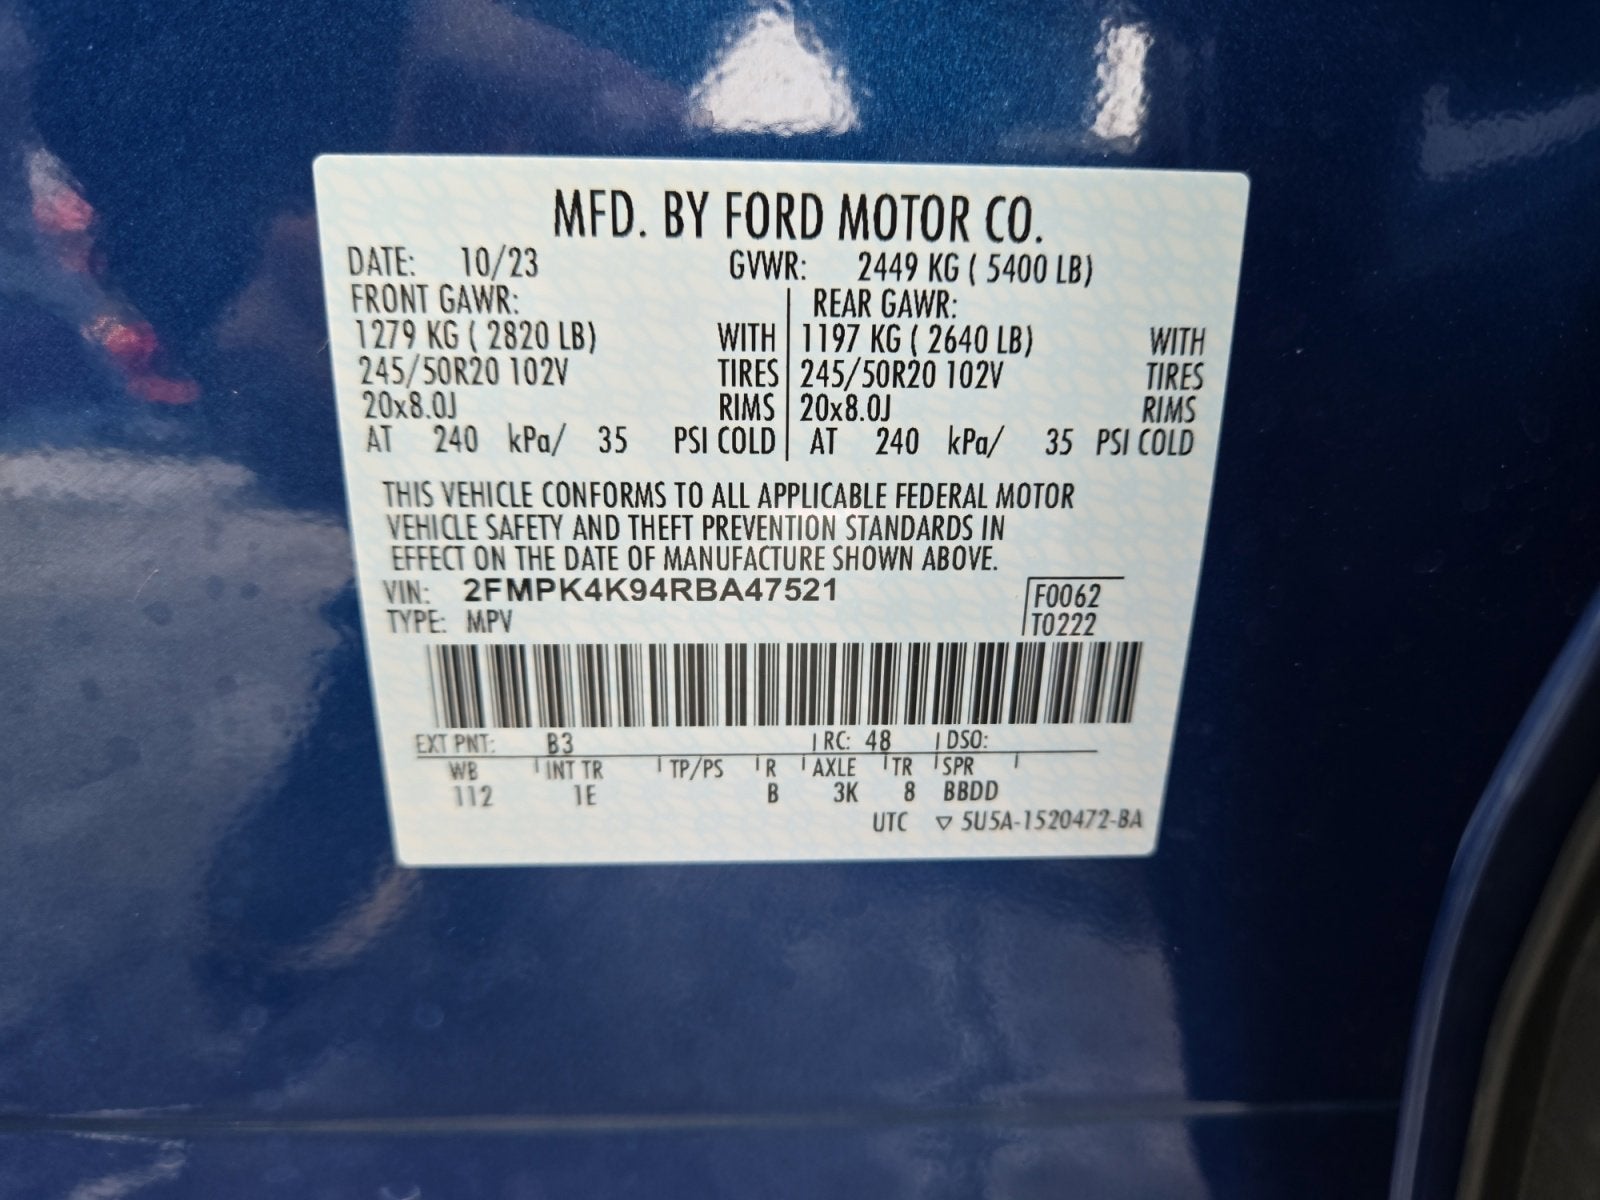 MFD. BY FORD MOTOR CO.
DATE: 10/23 GVWR: 2449 KG ( 5400 LB)
FRONT GAWR: REAR GAWR:
1279 KG ( 2820 LB) WITH 1197 KG ( 2640 LB) WITH
245/50R20 102V TIRES 245/50R20 102V TIRES
20x8.0J RIMS 20x8.0J RIMS
AT 240 kPa/ 35 PSI COLD AT 240 kPa/ 35 PSI COLD
THIS VEHICLE CONFORMS TO ALL APPLICABLE FEDERAL MOTOR
VEHICLE SAFETY AND THEFT PREVENTION STANDARDS IN
EFFECT ON THE DATE OF MANUFACTURE SHOWN ABOVE.
VIN: 2FMPK4K94RBA47521 F0062
TYPE: MPV T0222
EXT PNT: B3 RC: 48 DSO:
WB INT TR TP/PS R AXLE TR SPR
112 1E B 3K 8 BBDD
UTC ▽ 5U5A-1520472-BA